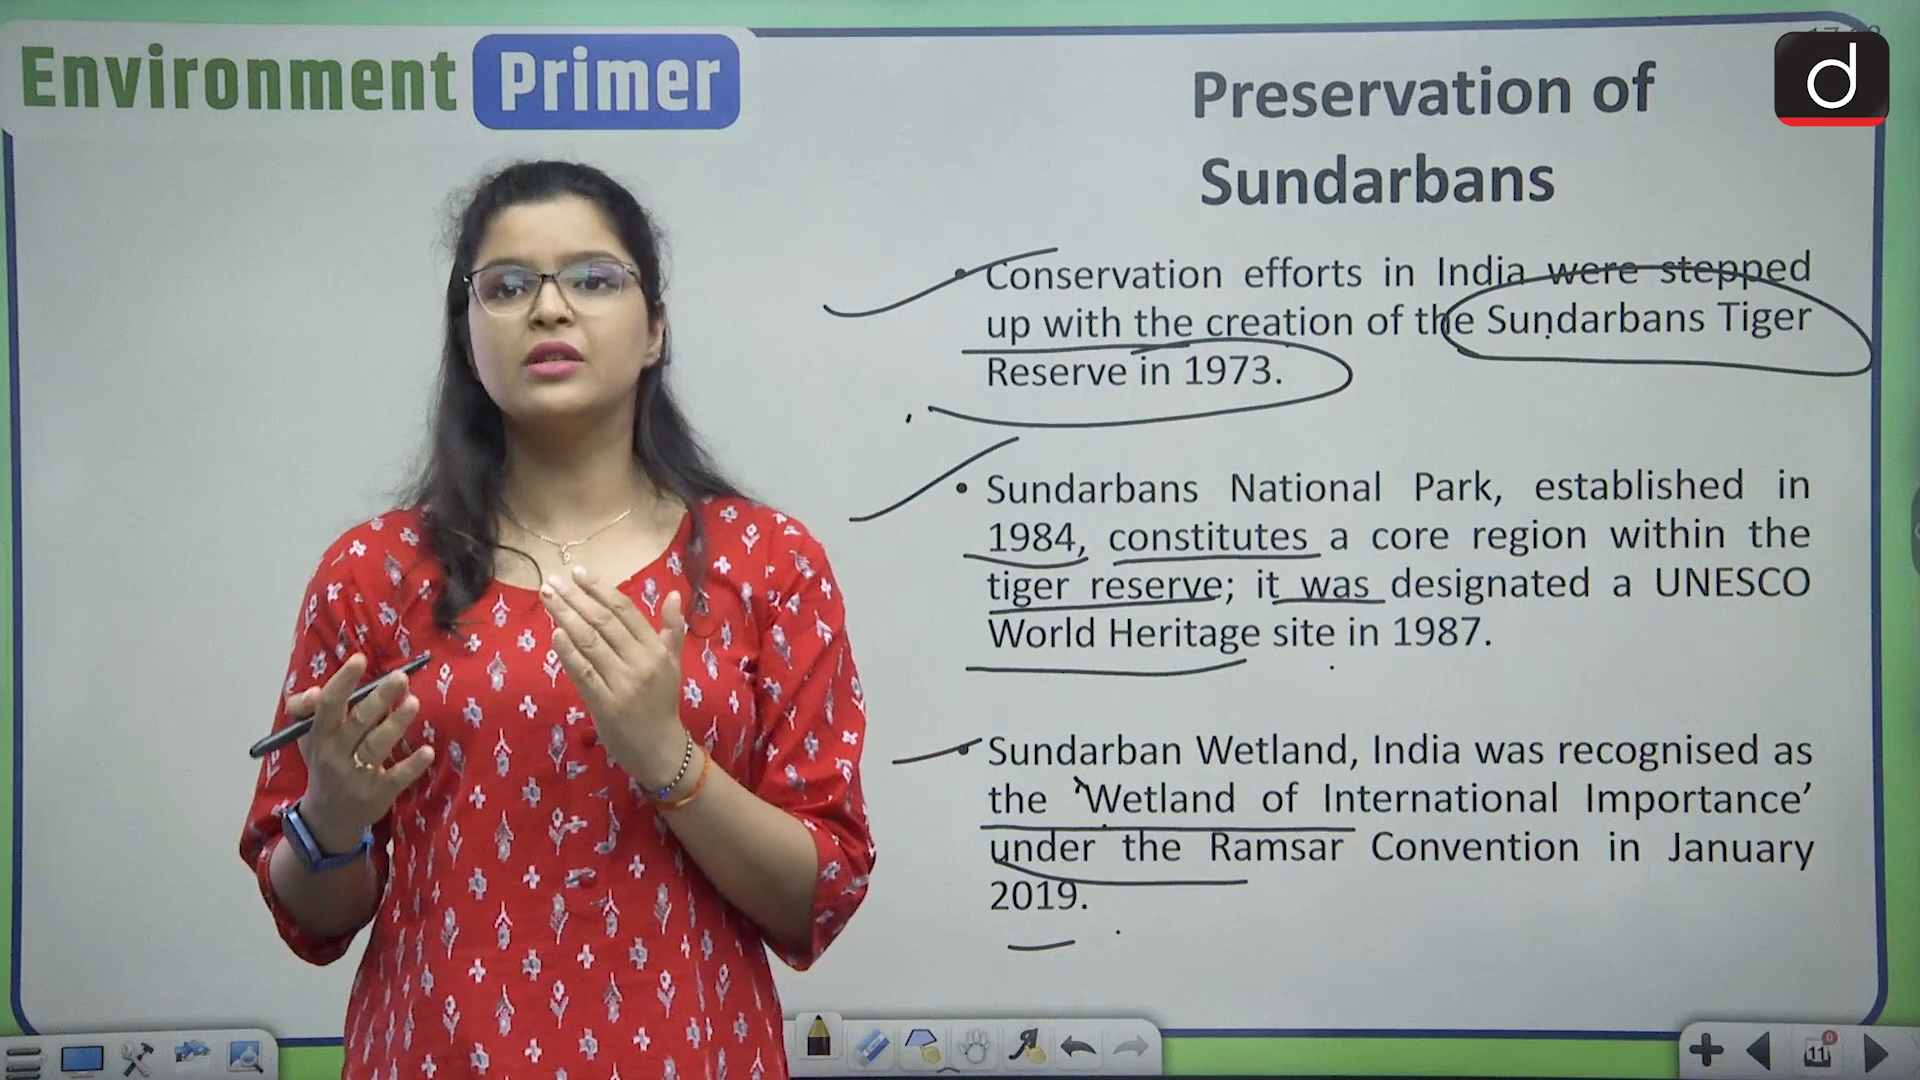 Environment Primer
Preservation of
Sundarbans
• Conservation efforts in India were stepped
up with the creation of the Sundarbans Tiger
Reserve in 1973.
• Sundarbans National Park, established in
1984, constitutes a core region within the
tiger reserve; it was designated a UNESCO
World Heritage site in 1987.
• Sundarban Wetland, India was recognised as
the ‘Wetland of International Importance’
under the Ramsar Convention in January
2019.
d
11
0